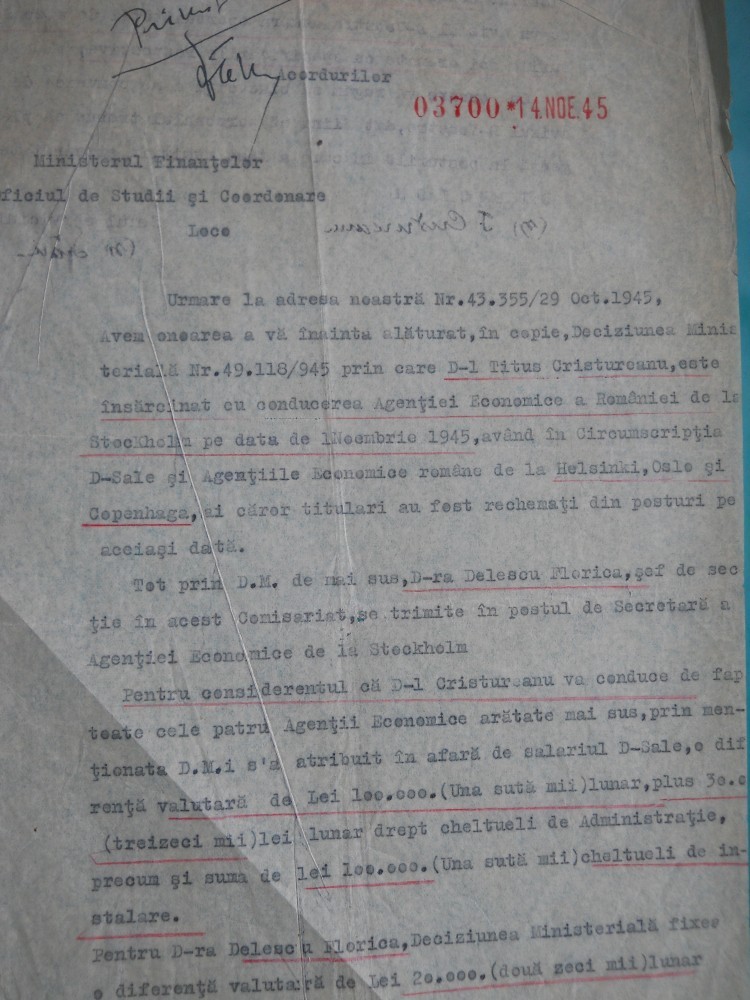 Primit
Acordurilor
03700*14.NOE.45
Ministerul Finanţelor
ficiul de Studii şi Coordonare
Loco
Urmare la adresa noastră Nr.43.355/29 Oct.1945,
Avem onoarea a vă înainta alăturat,în copie,Deciziunea Minis
terială Nr.49.118/945 prin care D-l Titus Cristureanu,este
însărcinat cu conducerea Agenţiei Economice a României de la
Stockholm pe data de 1Noembrie 1945,având în Circumscripţia
D-Sale şi Agenţiile Economice române de la Helsinki,Oslo şi
Copenhaga,ai căror titulari au fost rechemaţi din posturi pe
aceiaşi dată.
Tot prin D.M. de mai sus,D-ra Delescu Florica,şef de sec
ţie în acest Comisariat,se trimite în postul de Secretară a
Agenţiei Economice de la Stockholm
Pentru considerentul că D-l Cristureanu va conduce de fap
toate cele patru Agenţii Economice arătate mai sus,prin men-
ţionata D.M.i s'a atribuit în afară de salariul D-Sale,o dif
renţă valutară de Lei 100.000.(Una sută mii)lunar,plus 30.0
(treizeci mii)lei lunar drept cheltueli de Administraţie,
precum şi suma de lei 100.000.(Una sută mii)cheltueli de in-
stalare.
Pentru D-ra Delescu Florica,Deciziunea Ministerială fixee
o diferenţă valutară de Lei 20.000.(două zeci mii)lunar